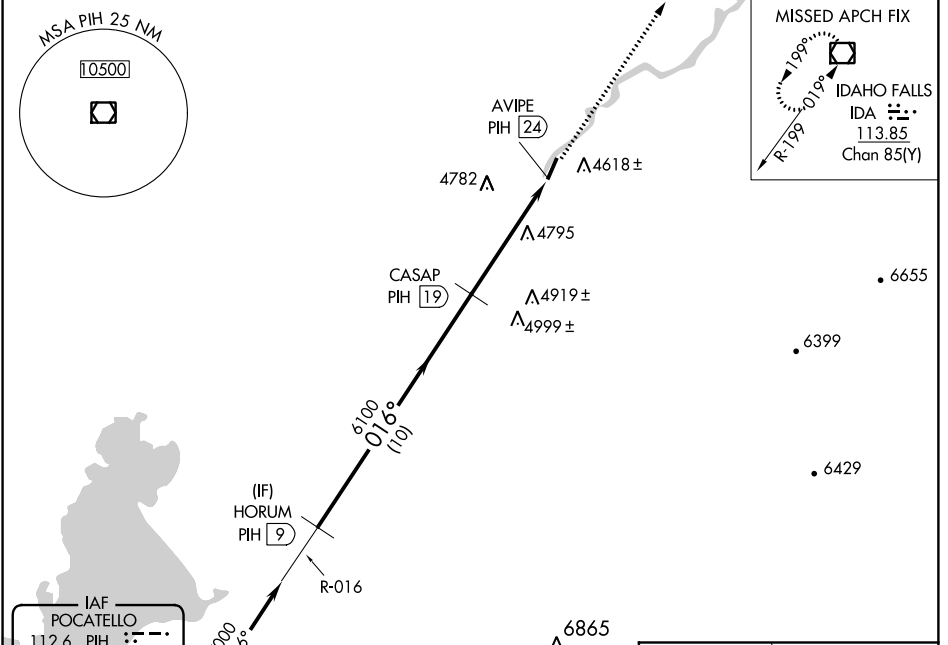 MSA PIH 25 NM
10500
MISSED APCH FIX
199°
019°
R-199
IDAHO FALLS
IDA
113.85
Chan 85(Y)
AVIPE
PIH 24
4618±
4782
4795
CASAP
PIH 19
4919±
4999±
6655
6399
6100
016°
(10)
6429
(IF)
HORUM
PIH 9
R-016
IAF
POCATELLO
112.6 PIH
6865